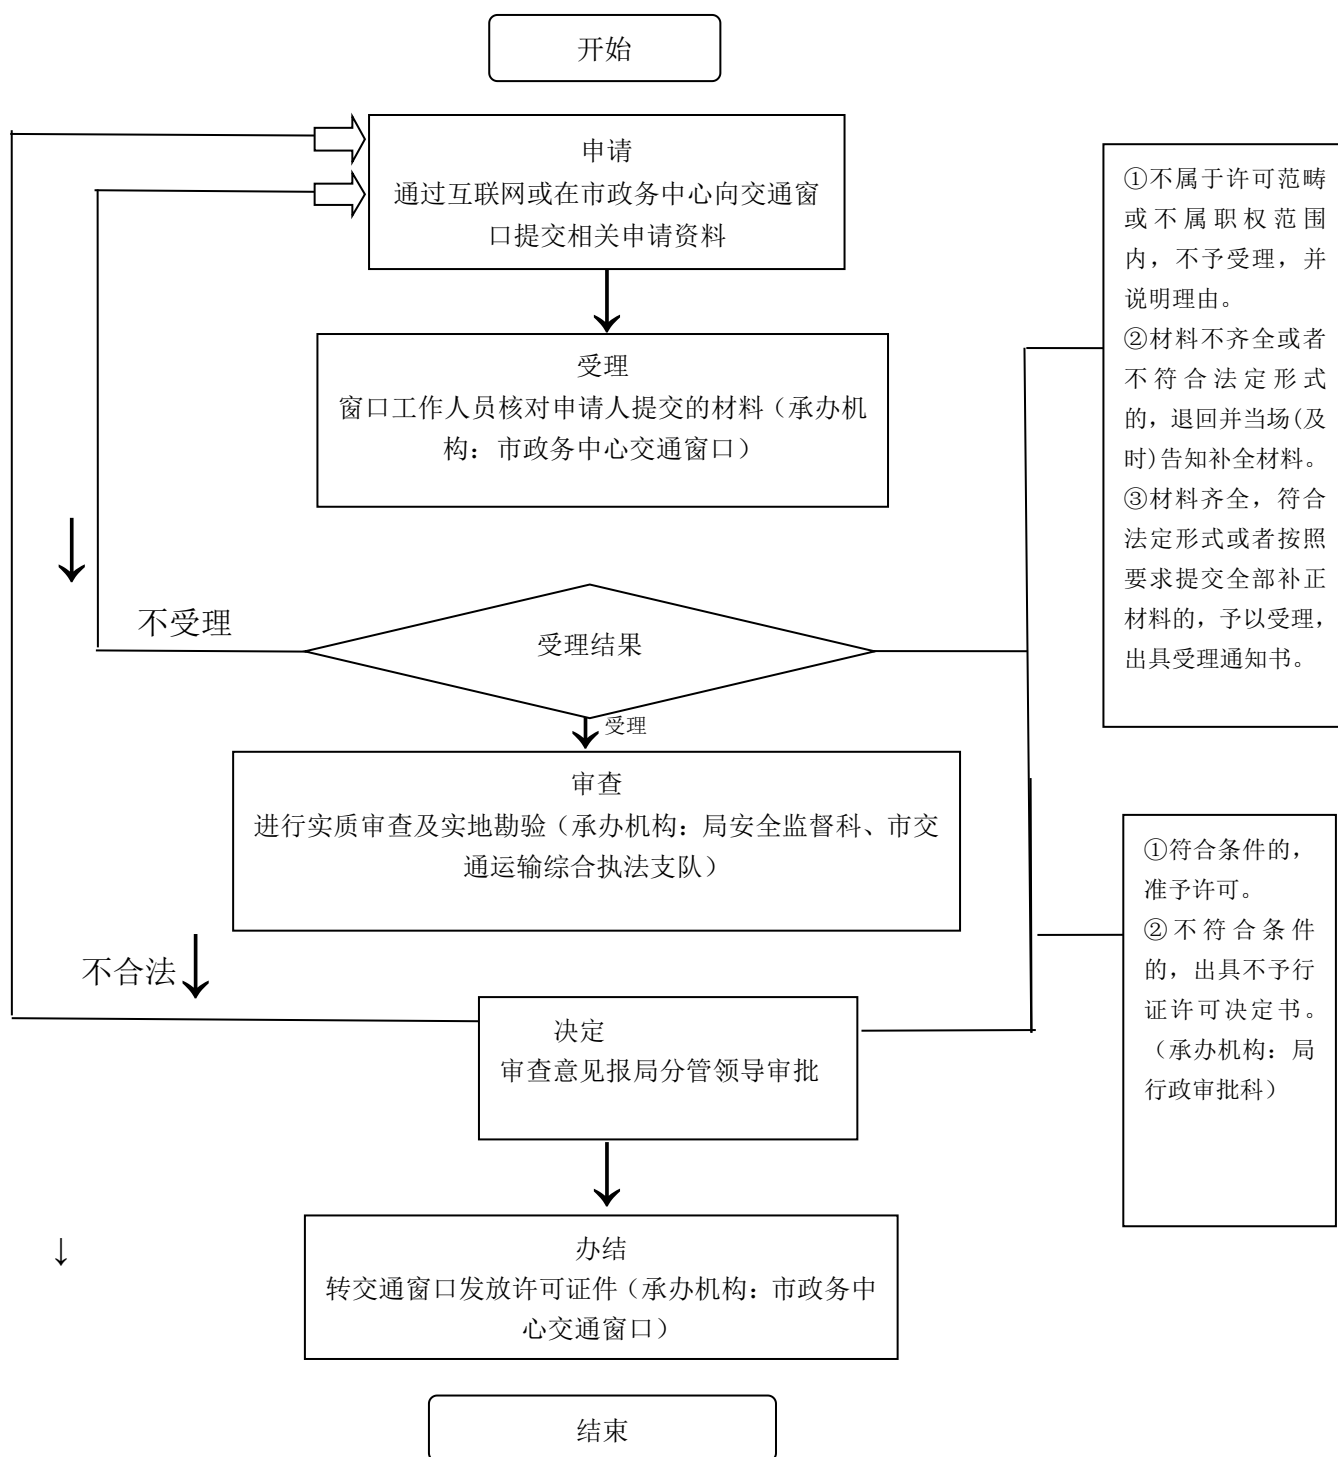 开始
申请
通过互联网或在市政务中心向交通窗
口提交相关申请资料
受理
窗口工作人员核对申请人提交的材料（承办机
构：市政务中心交通窗口）
①不属于许可范畴
或不属职权范围
内，不予受理，并
说明理由。
②材料不齐全或者
不符合法定形式
的，退回并当场(及
时)告知补全材料。
③材料齐全，符合
法定形式或者按照
要求提交全部补正
材料的，予以受理，
出具受理通知书。
不受理
受理结果
受理
审查
进行实质审查及实地勘验（承办机构：局安全监督科、市交
通运输综合执法支队）
①符合条件的，
准予许可。
②不符合条件
的，出具不予行
证许可决定书。
（承办机构：局
行政审批科）
不合法
决定
审查意见报局分管领导审批
↓
办结
转交通窗口发放许可证件（承办机构：市政务中
心交通窗口）
结束